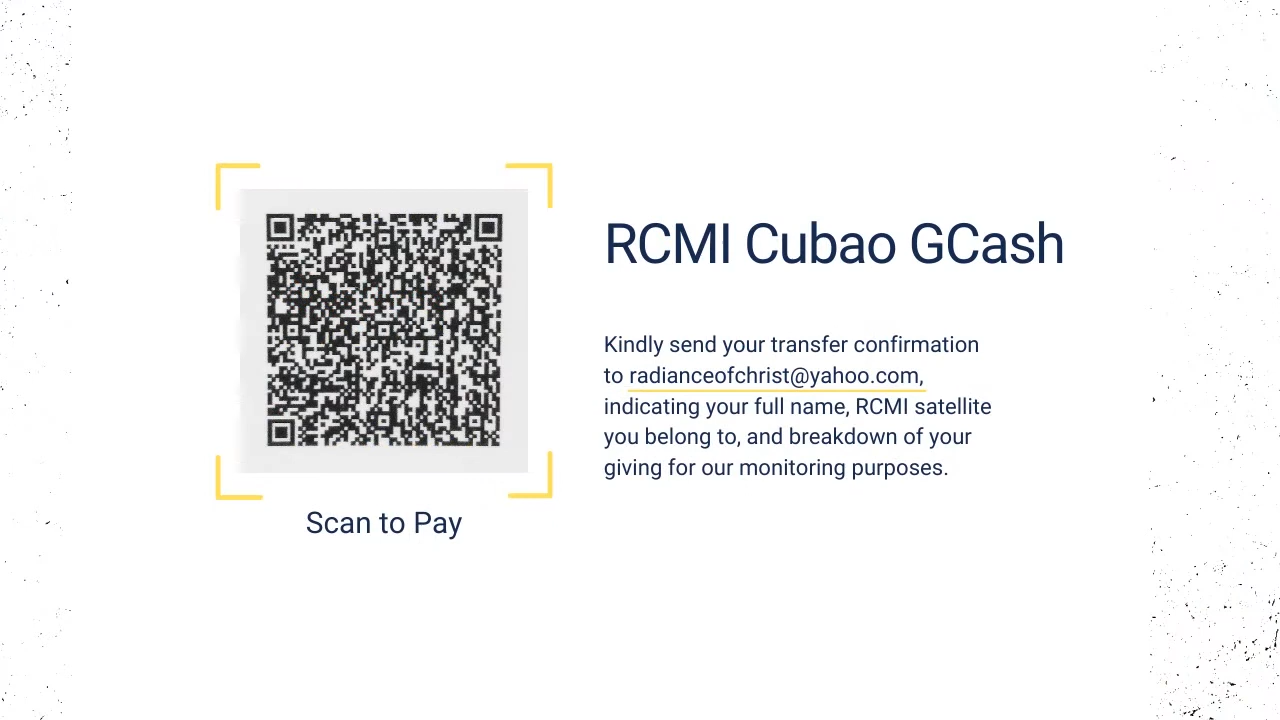 RCMI Cubao GCash
Kindly send your transfer confirmation
to radianceofchrist@yahoo.com,
indicating your full name, RCMI satellite
you belong to, and breakdown of your
giving for our monitoring purposes.
Scan to Pay